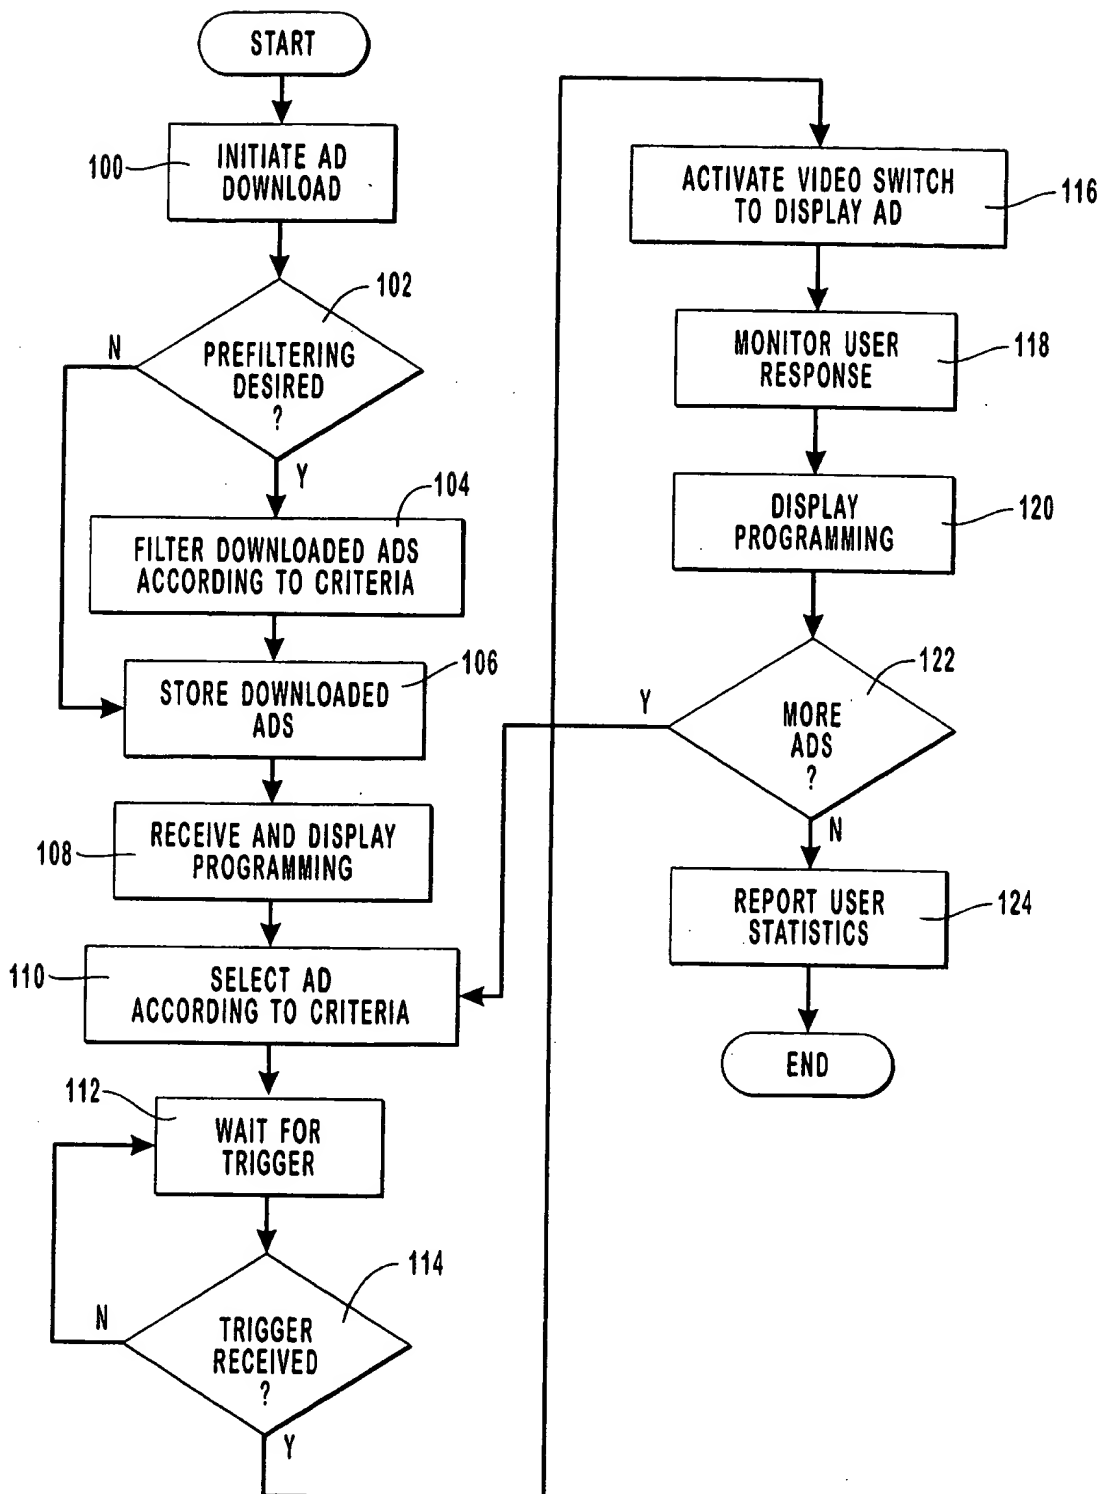 START
100
INITIATE AD
DOWNLOAD
102
N
PREFILTERING
DESIRED
?
Y
104
FILTER DOWNLOADED ADS
ACCORDING TO CRITERIA
106
STORE DOWNLOADED
ADS
108
RECEIVE AND DISPLAY
PROGRAMMING
110
SELECT AD
ACCORDING TO CRITERIA
112
WAIT FOR
TRIGGER
114
N
TRIGGER
RECEIVED
?
Y
ACTIVATE VIDEO SWITCH
TO DISPLAY AD
116
MONITOR USER
RESPONSE
118
DISPLAY
PROGRAMMING
120
122
Y
MORE
ADS
?
N
REPORT USER
STATISTICS
124
END